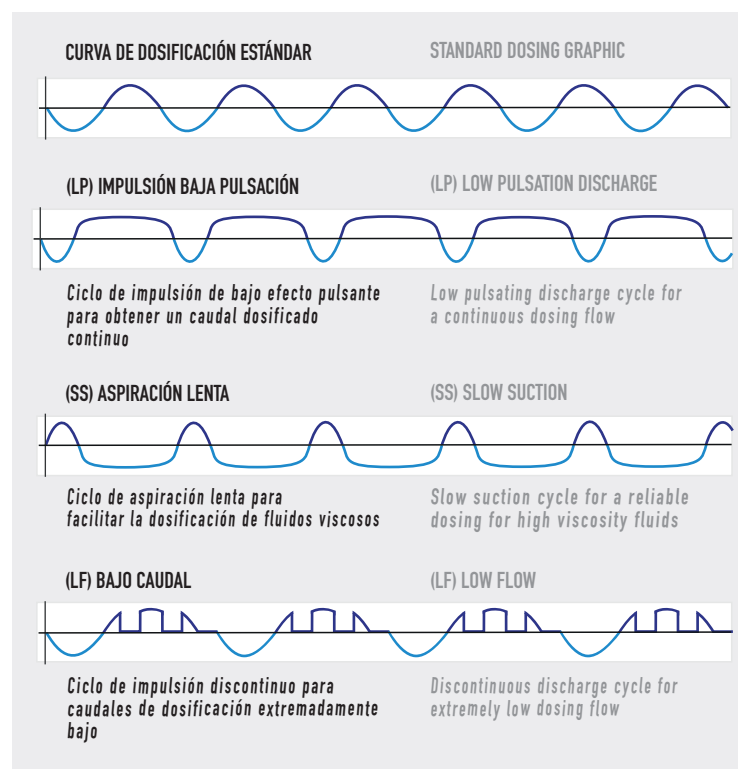 CURVA DE DOSIFICACIÓN ESTÁNDAR
STANDARD DOSING GRAPHIC
(LP) IMPULSIÓN BAJA PULSACIÓN
(LP) LOW PULSATION DISCHARGE
Ciclo de impulsión de bajo efecto pulsante
para obtener un caudal dosificado
continuo
Low pulsating discharge cycle for
a continuous dosing flow
(SS) ASPIRACIÓN LENTA
(SS) SLOW SUCTION
Ciclo de aspiración lenta para
facilitar la dosificación de fluidos viscosos
Slow suction cycle for a reliable
dosing for high viscosity fluids
(LF) BAJO CAUDAL
(LF) LOW FLOW
Ciclo de impulsión discontinuo para
caudales de dosificación extremadamente
bajo
Discontinuous discharge cycle for
extremely low dosing flow